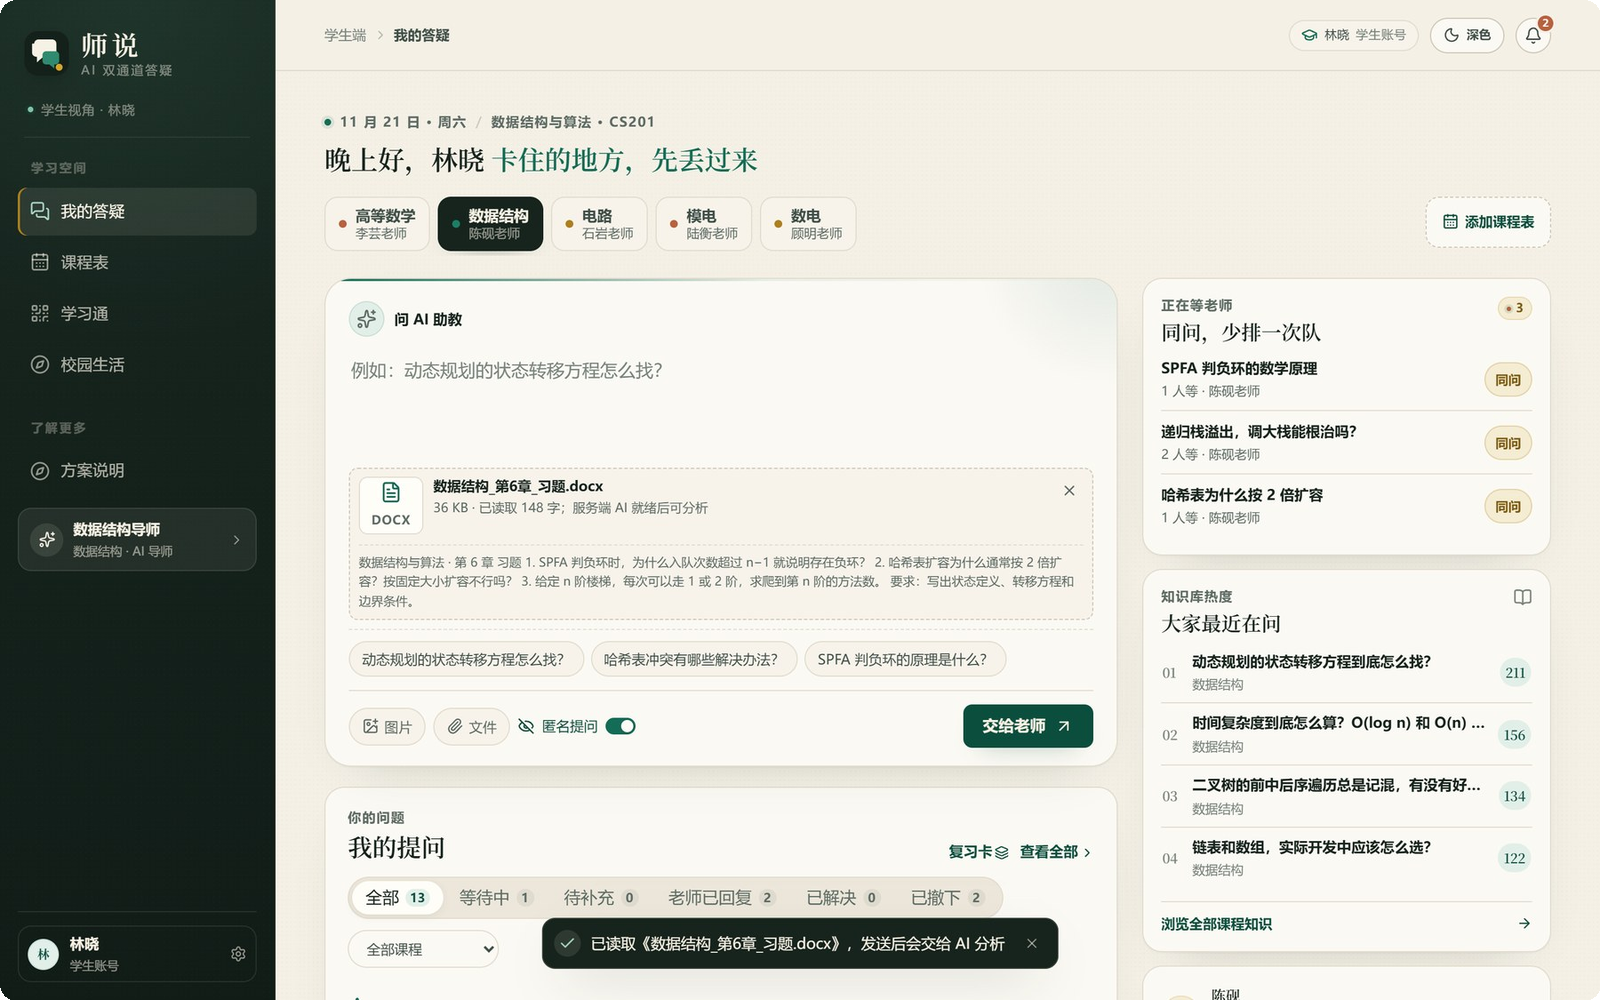 师说
AI 双通道答疑
学生视角 · 林晓
学习空间
我的答疑
课程表
学习通
校园生活
了解更多
方案说明
数据结构导师
数据结构 · AI 导师
林
林晓
学生账号
学生端 > 我的答疑
林晓 学生账号
深色
2
11 月 21 日 • 周六 / 数据结构与算法 • CS201
晚上好，林晓 卡住的地方，先丢过来
高等数学
李芸老师
数据结构
陈砚老师
电路
石岩老师
模电
陆衡老师
数电
顾明老师
添加课程表
问 AI 助教
例如：动态规划的状态转移方程怎么找？
DOCX
数据结构_第6章_习题.docx
36 KB · 已读取 148 字；服务端 AI 就绪后可分析
数据结构与算法 · 第 6 章 习题 1. SPFA 判负环时，为什么入队次数超过 n−1 就说明存在负环？ 2. 哈希表扩容为什么通常按 2 倍扩
容？按固定大小扩容不行吗？ 3. 给定 n 阶楼梯，每次可以走 1 或 2 阶，求爬到第 n 阶的方法数。 要求：写出状态定义、转移方程和
边界条件。
动态规划的状态转移方程怎么找？
哈希表冲突有哪些解决办法？
SPFA 判负环的原理是什么？
图片
文件
匿名提问
交给老师
你的问题
我的提问
复习卡
查看全部
全部 13
等待中 1
待补充 0
老师已回复 2
已解决 0
已撤下 2
全部课程
已读取《数据结构_第6章_习题.docx》，发送后会交给 AI 分析
正在等老师
3
同问，少排一次队
SPFA 判负环的数学原理
1 人等 · 陈砚老师
同问
递归栈溢出，调大栈能根治吗？
2 人等 · 陈砚老师
同问
哈希表为什么按 2 倍扩容
1 人等 · 陈砚老师
同问
知识库热度
大家最近在问
01 动态规划的状态转移方程到底怎么找？
数据结构
211
02 时间复杂度到底怎么算？O(log n) 和 O(n) ...
数据结构
156
03 二叉树的前中后序遍历总是记混，有没有好...
数据结构
134
04 链表和数组，实际开发中应该怎么选？
数据结构
122
浏览全部课程知识
陈砚